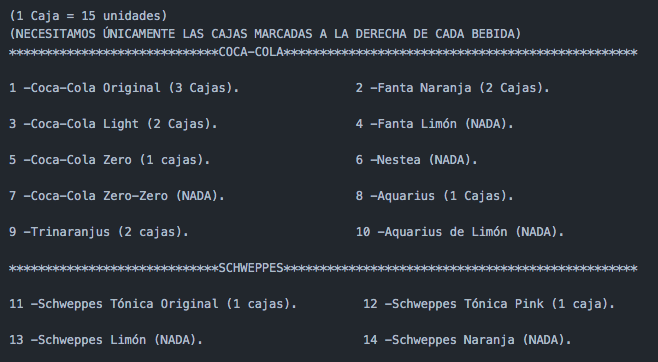 (1 Caja = 15 unidades)
(NECESITAMOS ÚNICAMENTE LAS CAJAS MARCADAS A LA DERECHA DE CADA BEBIDA)
*****************************COCA-COLA*************************************************
1 -Coca-Cola Original (3 Cajas). 2 -Fanta Naranja (2 Cajas).
3 -Coca-Cola Light (2 Cajas). 4 -Fanta Limón (NADA).
5 -Coca-Cola Zero (1 cajas). 6 -Nestea (NADA).
7 -Coca-Cola Zero-Zero (NADA). 8 -Aquarius (1 Cajas).
9 -Trinaranjus (2 cajas). 10 -Aquarius de Limón (NADA).
*****************************SCHWEPPES*************************************************
11 -Schweppes Tónica Original (1 cajas). 12 -Schweppes Tónica Pink (1 caja).
13 -Schweppes Limón (NADA). 14 -Schweppes Naranja (NADA).